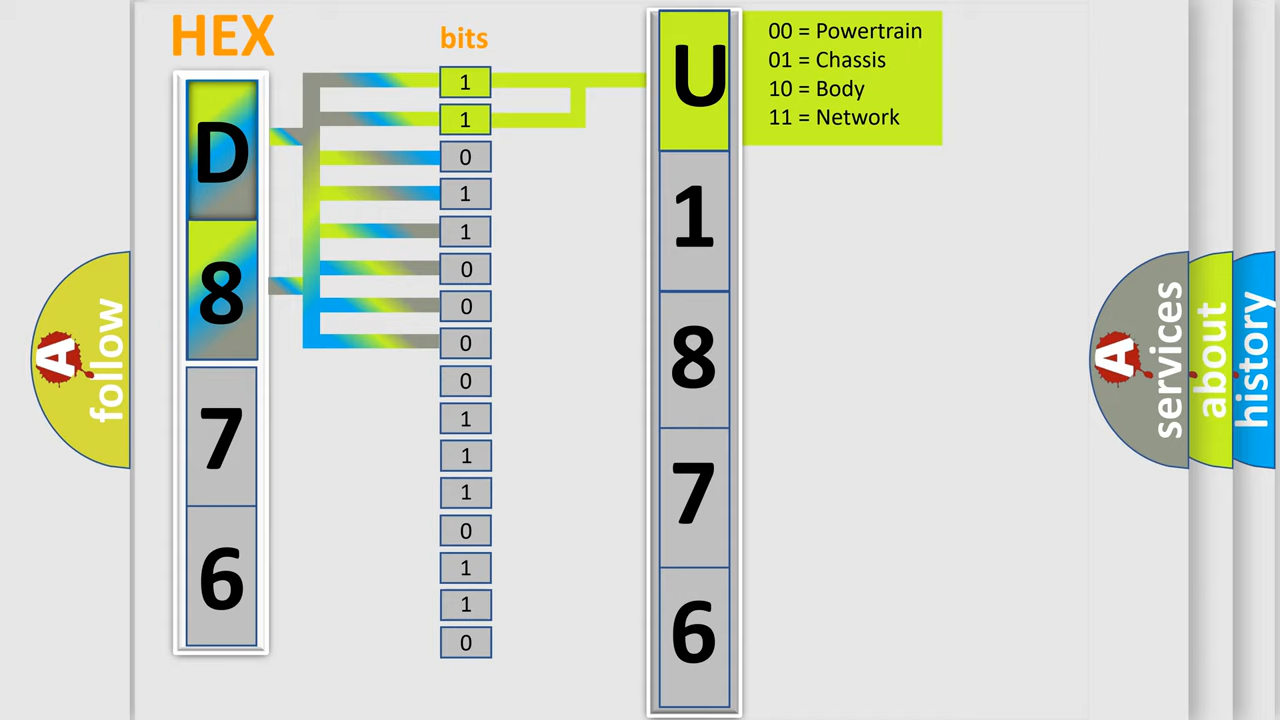 HEX
D
8
7
6
bits
1
1
0
1
1
0
0
0
0
1
1
1
0
1
1
0
U
1
8
7
6
00 = Powertrain
01 = Chassis
10 = Body
11 = Network
A follow
A services
about
history